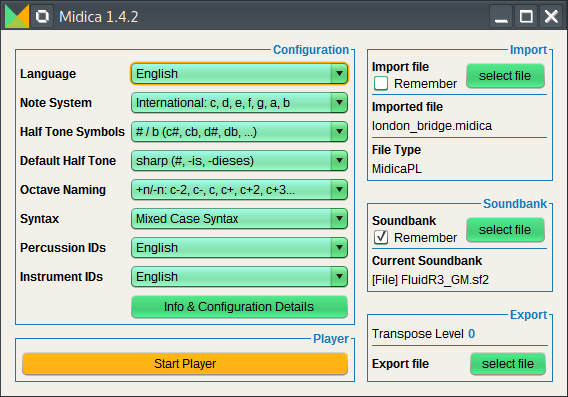 Midica 1.4.2
Configuration
Language English
Note System International: c, d, e, f, g, a, b
Half Tone Symbols # / b (c#, cb, d#, db, ...)
Default Half Tone sharp (#, -is, -dieses)
Octave Naming +n/-n: c-2, c-, c, c+, c+2, c+3...
Syntax Mixed Case Syntax
Percussion IDs English
Instrument IDs English
Info & Configuration Details
Player
Start Player
Import
Import file
Remember
select file
Imported file
london_bridge.midica
File Type
MidicaPL
Soundbank
Soundbank
Remember
select file
Current Soundbank
[File] FluidR3_GM.sf2
Export
Transpose Level 0
Export file select file